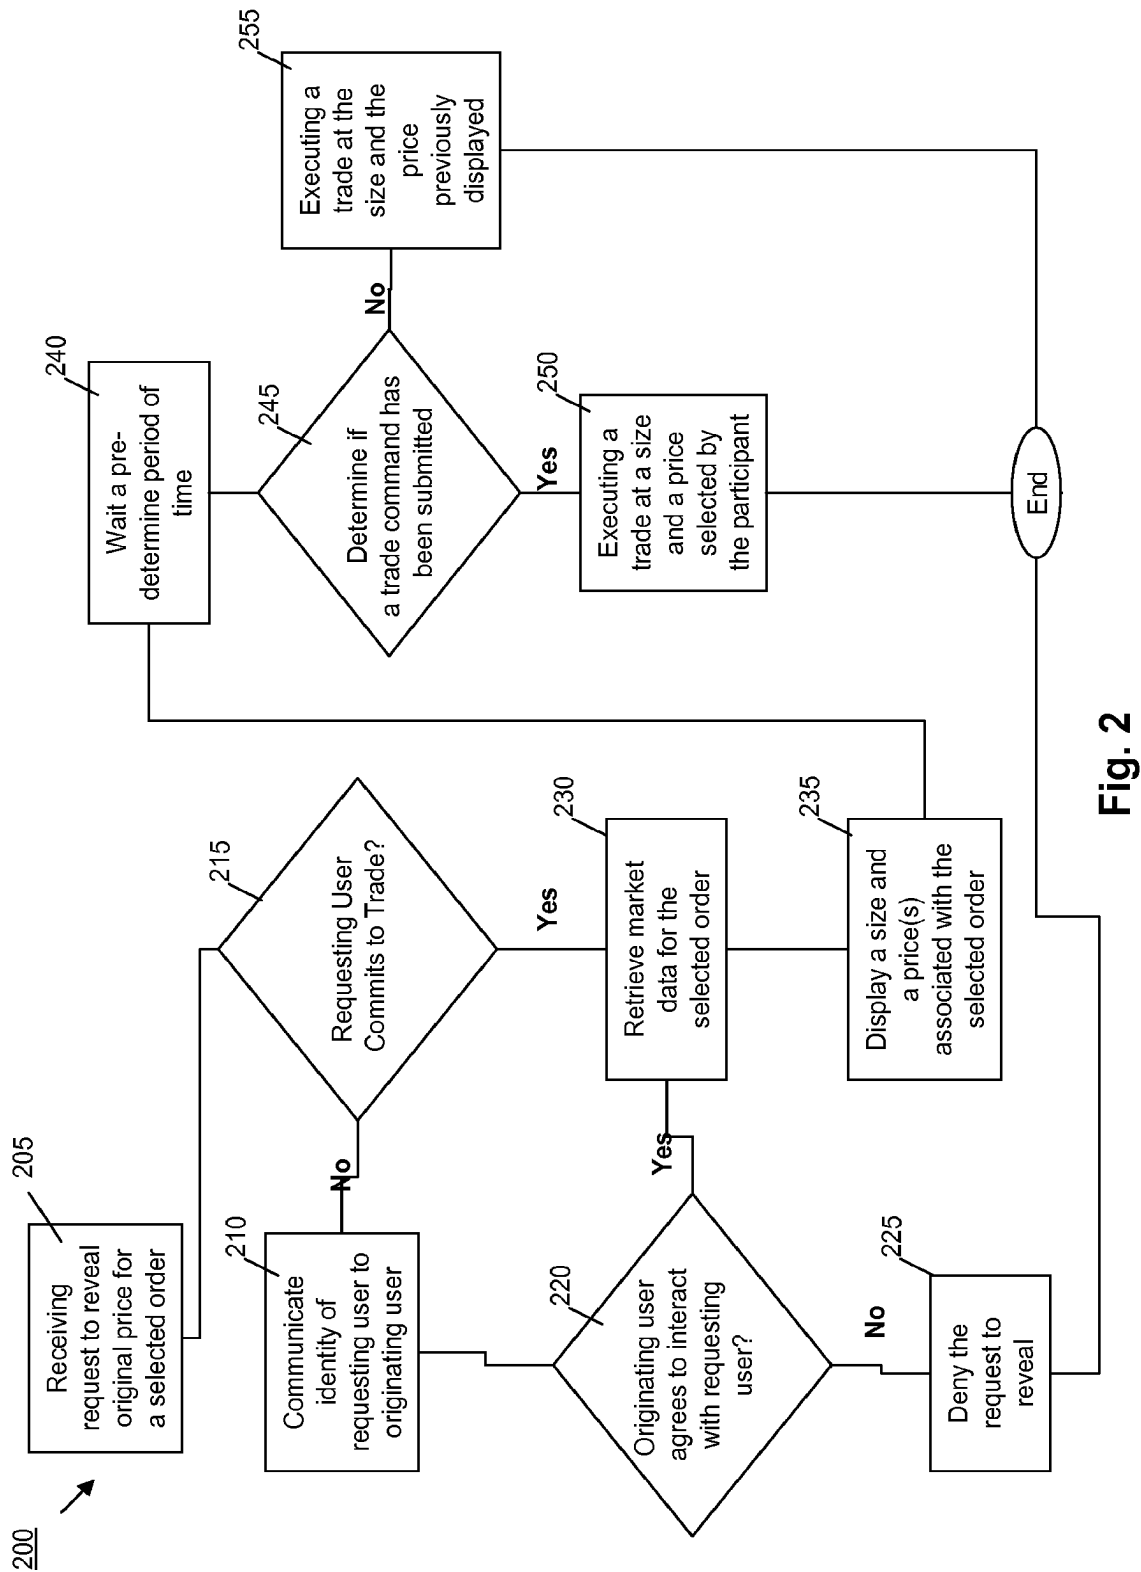 200
205
Receiving
request to reveal
original price for
a selected order
215
Requesting User
Commits to Trade?
No
Yes
210
Communicate
identity of
requesting user to
originating user
220
Originating user
agrees to interact
with requesting
user?
Yes
No
225
Deny the
request to
reveal
230
Retrieve market
data for the
selected order
235
Display a size and
a price(s)
associated with the
selected order
240
Wait a pre-
determine period of
time
245
Determine if
a trade command has
been submitted
No
Yes
250
Executing a
trade at a size
and a price
selected by
the participant
255
Executing a
trade at the
size and the
price
previously
displayed
End
Fig. 2